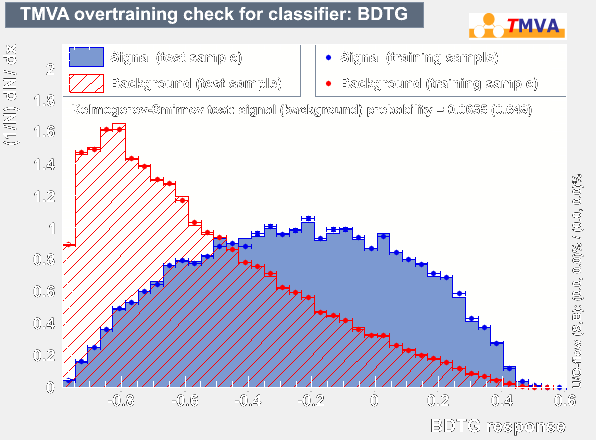 TMVA overtraining check for classifier: BDTG
TMVA
Signal (test sample)
Background (test sample)
Signal (training sample)
Background (training sample)
Kolmogorov-Smirnov test: signal (background) probability =
2
1.8
1.6
1.4
1.2
1
0.8
0.6
0.4
0.2
0
-0.8
-0.6
-0.4
-0.2
0
0.2
0.4
0.6
BDTG response